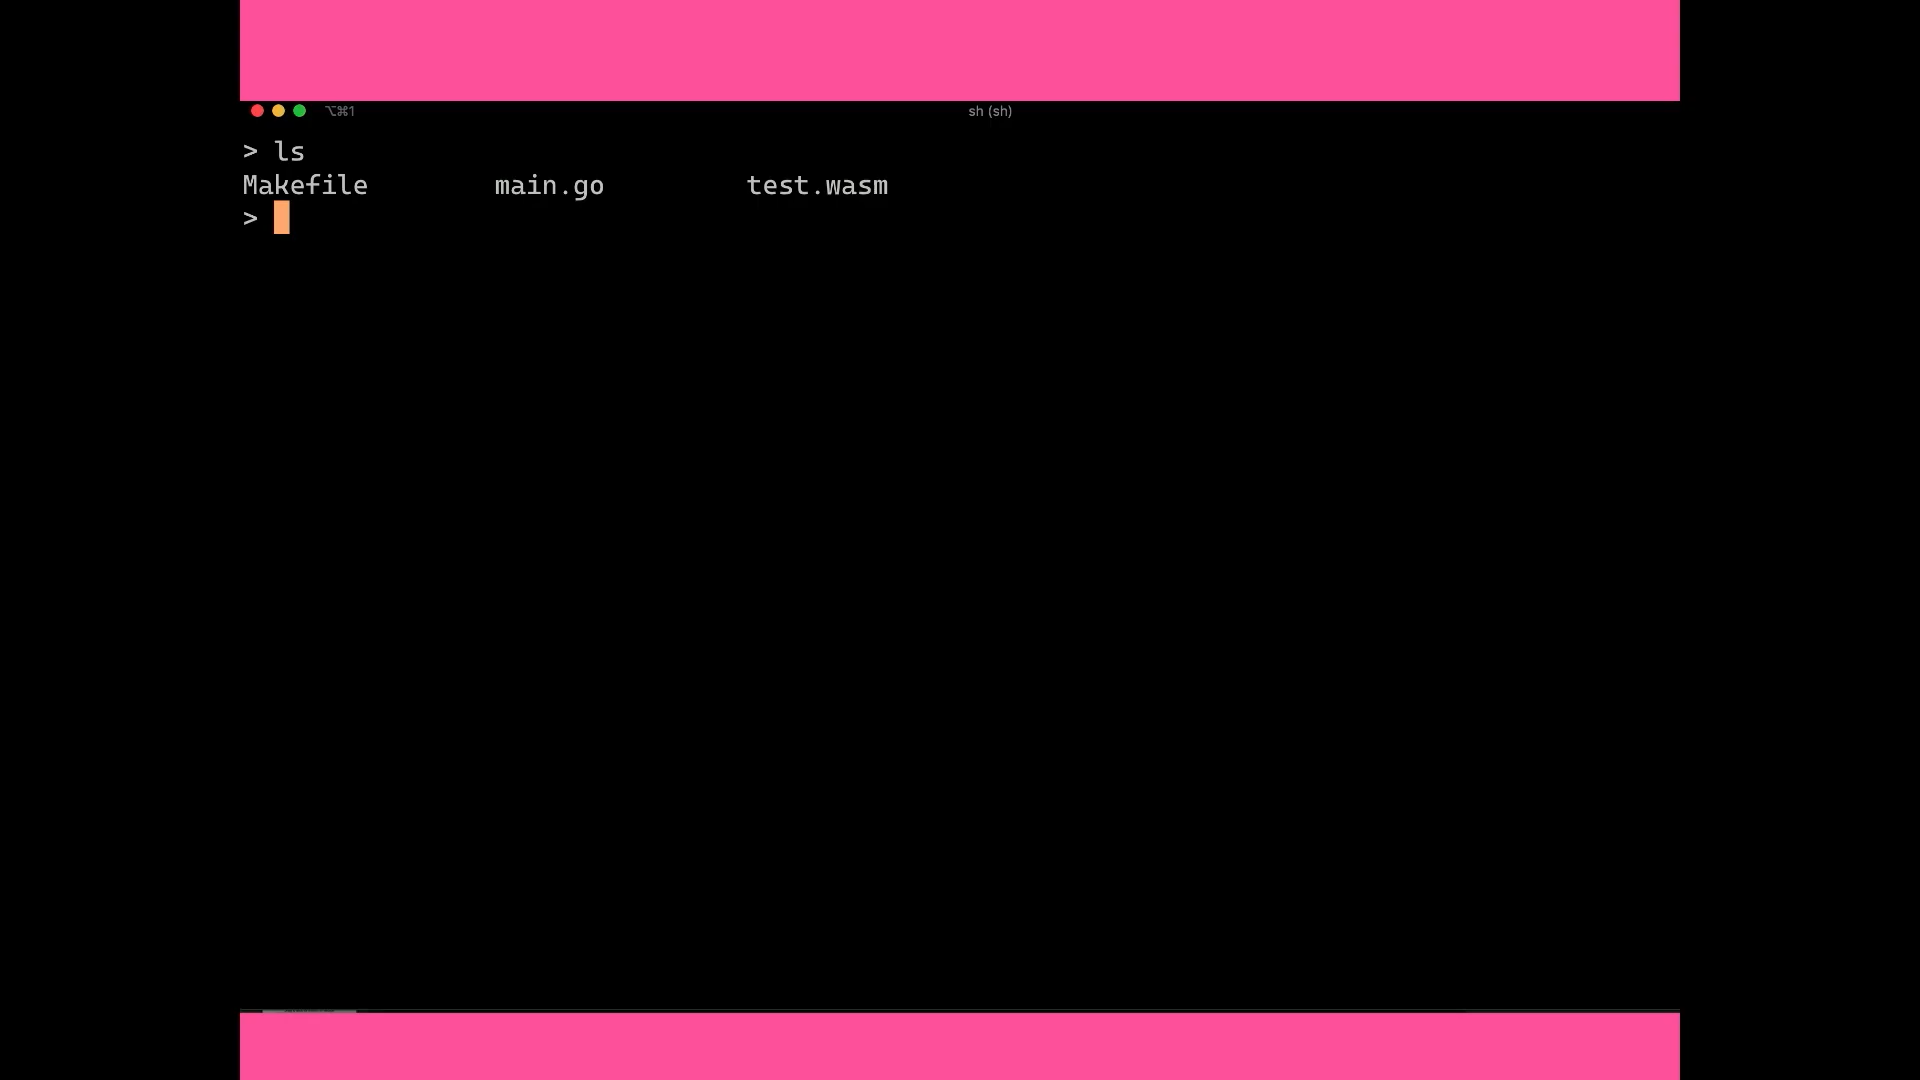 ⌥⌘1 sh (sh)
> ls
Makefile main.go test.wasm
>